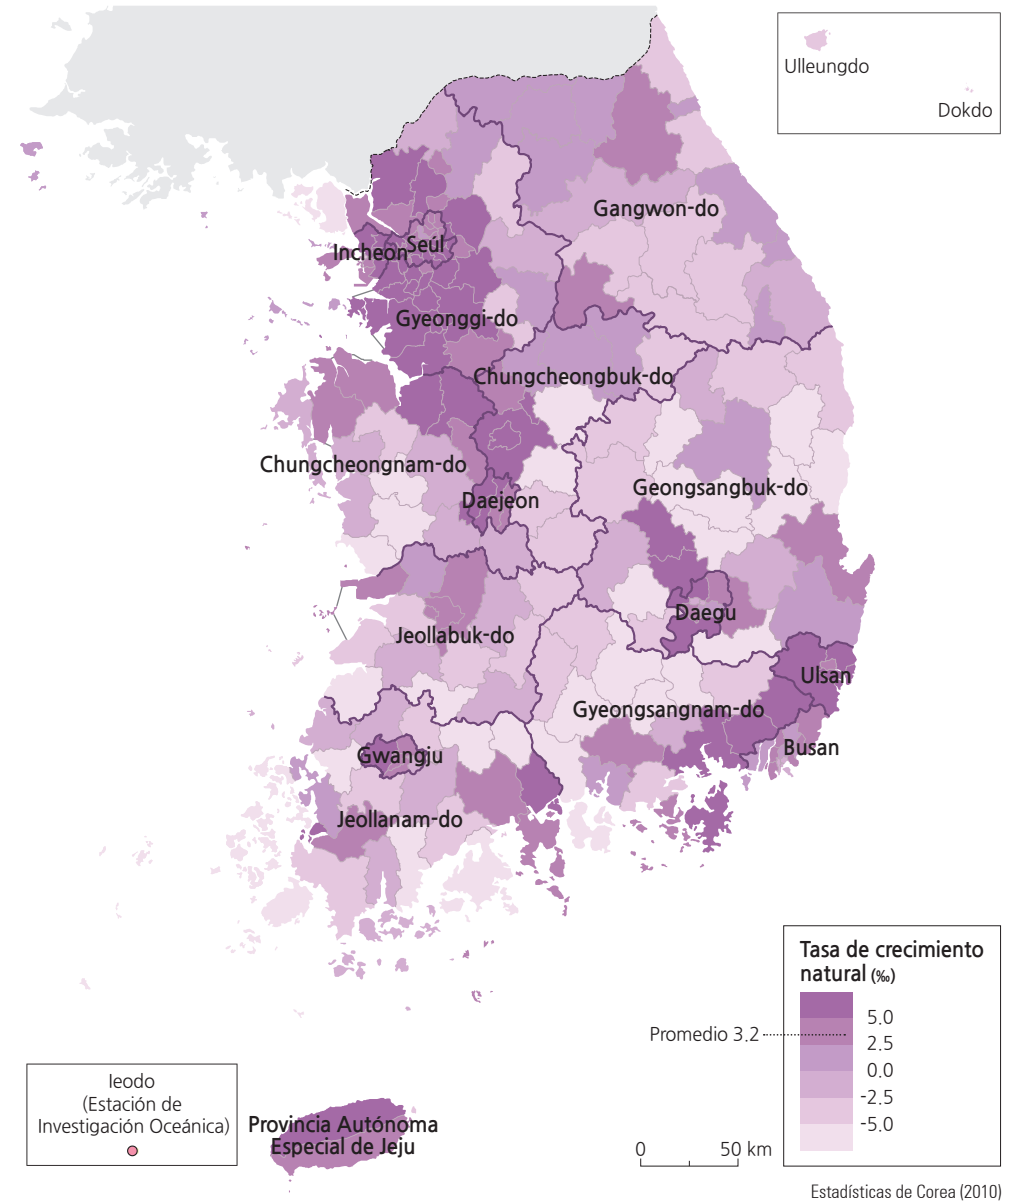 Ulleungdo
Dokdo
Gangwon-do
Seúl
Incheon
Gyeonggi-do
Chungcheongbuk-do
Chungcheongnam-do
Geongsangbuk-do
Daejeon
Daegu
Jeollabuk-do
Ulsan
Gyeongsangnam-do
Busan
Gwangju
Jeollanam-do
Tasa de crecimiento
natural (‰)
5.0
Promedio 3.2
2.5
0.0
-2.5
-5.0
Ieodo
(Estación de
Investigación Oceánica)
Provincia Autónoma
Especial de Jeju
0 50 km
Estadísticas de Corea (2010)